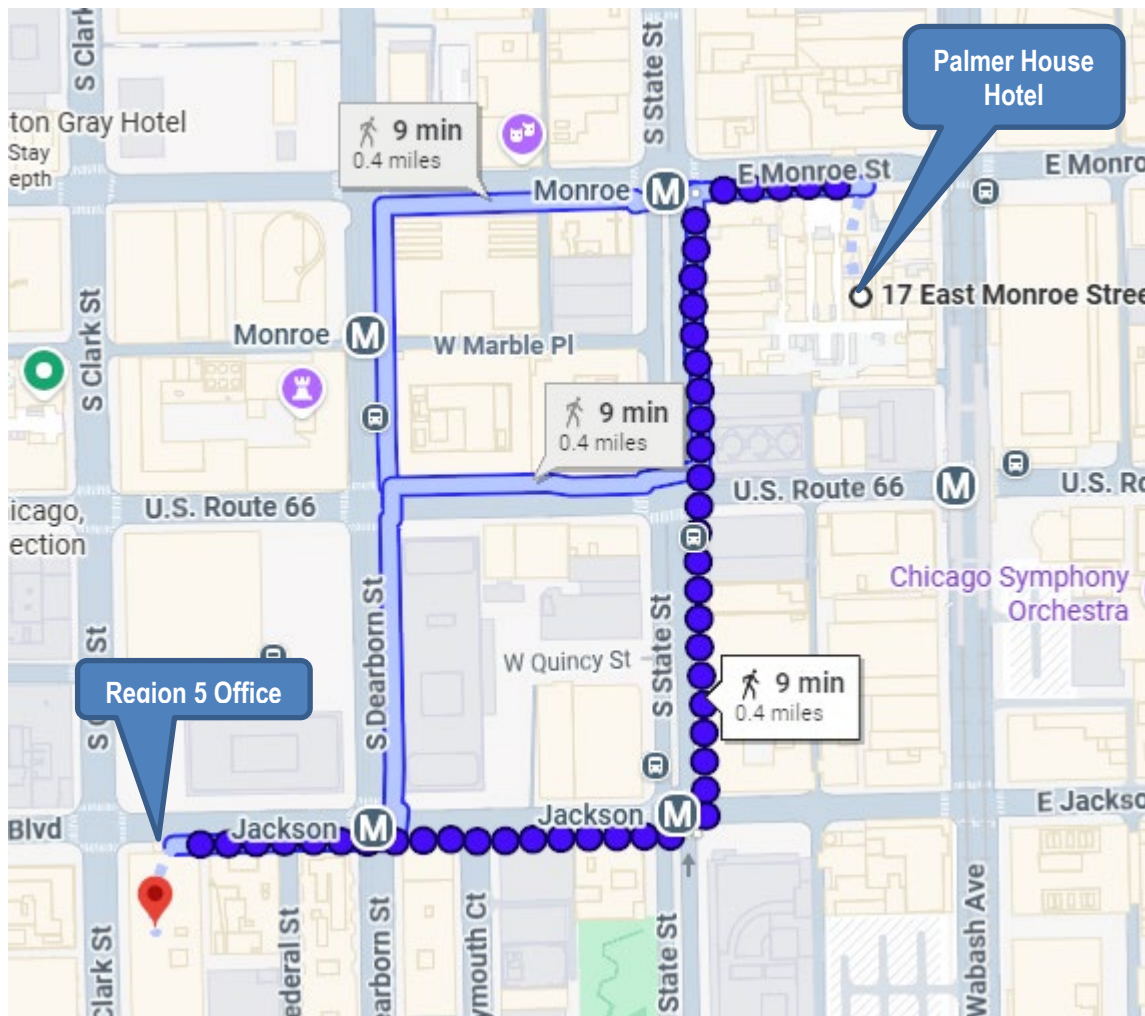 S Clark
S State St
Palmer House
Hotel
ton Gray Hotel
Stay
epth
9 min
0.4 miles
Monroe
M
E Monroe St
E Monro
17 East Monroe Stree
S Clark St
Monroe
M
W Marble Pl
9 min
0.4 miles
U.S. Route 66
U.S. Route 66
M
U.S. Ro
icago,
ection
Chicago Symphony
Orchestra
S Dearborn St
S State St
W Quincy St
9 min
0.4 miles
Region 5 Office
S C
St
Blvd
Jackson
M
Jackson
M
E Jackso
Clark St
ederal St
earborn St
ymouth Ct
State St
Wabash Ave